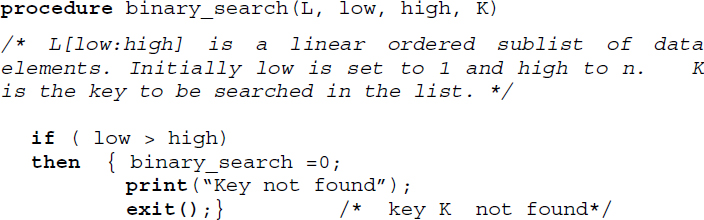 procedure binary_search(L, low, high, K)
/* L[low:high] is a linear ordered sublist of data
elements. Initially low is set to 1 and high to n. K
is the key to be searched in the list. */
if ( low > high)
then { binary_search =0;
print(“Key not found”);
exit();} /* key K not found*/